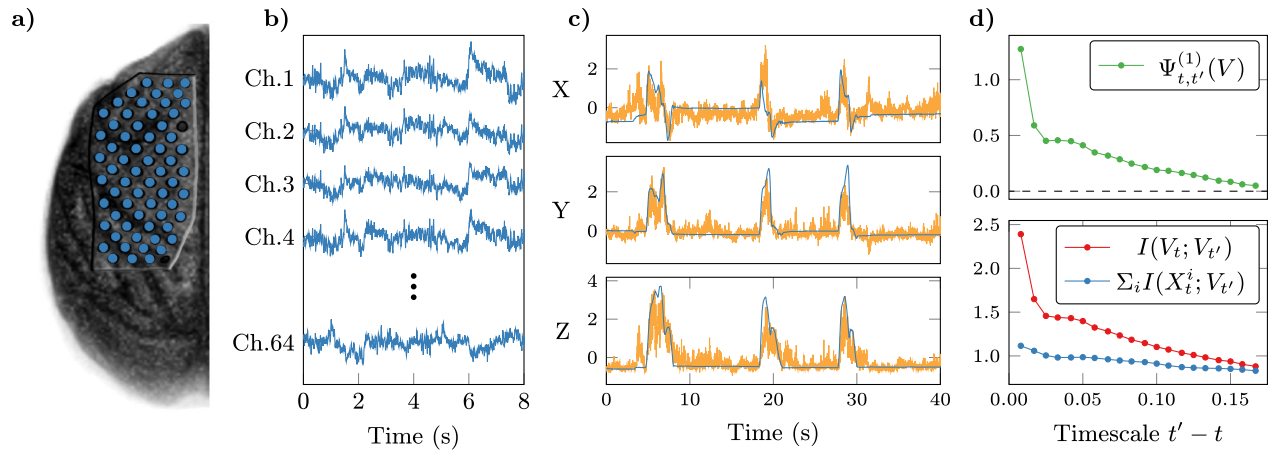 a)
b)
Ch.1
Ch.2
Ch.3
Ch.4
Ch.64
0 2 4 6 8
Time (s)
c)
X
2
0
Y
2
0
Z
4
2
0
0 10 20 30 40
Time (s)
d)
1.0
0.5
0.0
Ψ_{t,t′}^{(1)}(V)
2.5
2.0
1.5
1.0
I(V_t; V_{t′})
Σ_i I(X_t^i; V_{t′})
0.00 0.05 0.10 0.15
Timescale t′ − t